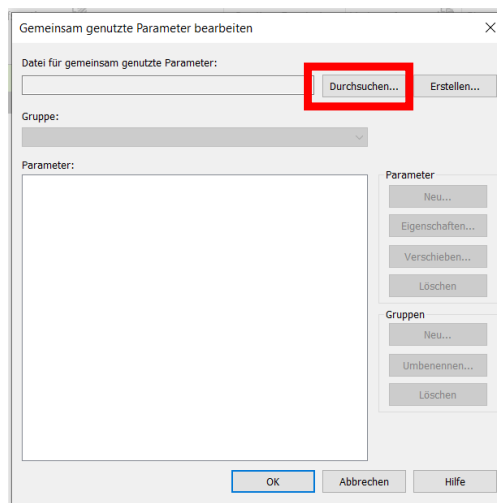 Gemeinsam genutzte Parameter bearbeiten
Datei für gemeinsam genutzte Parameter:
Durchsuchen... Erstellen...
Gruppe:
Parameter:
Parameter
Neu...
Eigenschaften...
Verschieben...
Löschen
Gruppen
Neu...
Umbenennen...
Löschen
OK Abbrechen Hilfe